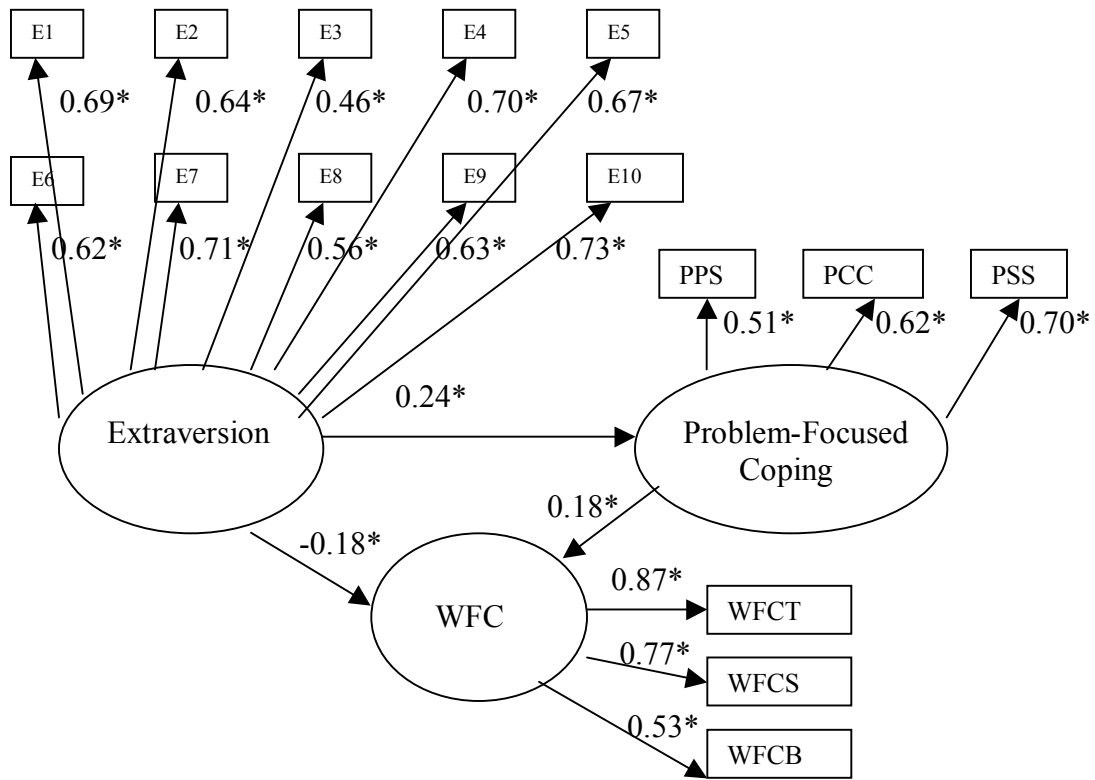 E1 E2 E3 E4 E5
0.69* 0.64* 0.46* 0.70* 0.67*
E6 E7 E8 E9 E10
0.62* 0.71* 0.56* 0.63* 0.73*
PPS PCC PSS
0.51* 0.62* 0.70*
0.24*
Extraversion
Problem-Focused
Coping
0.18*
-0.18*
0.87*
WFC
WFCT
0.77*
WFCS
0.53*
WFCB